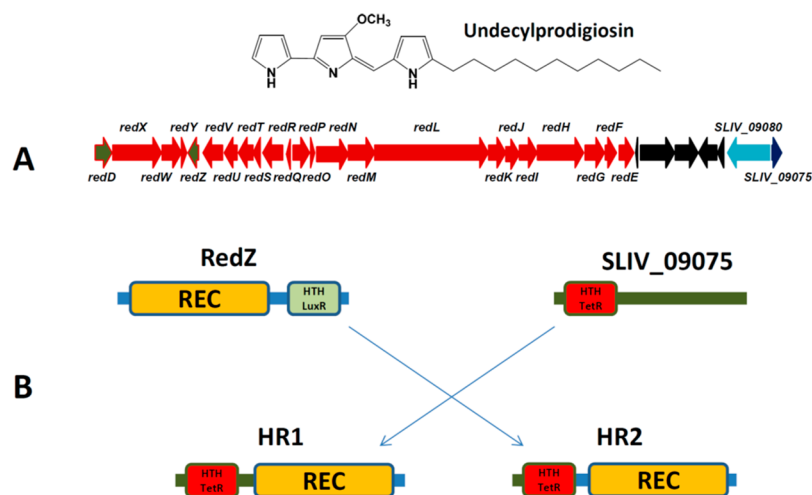 OCH3
Undecylprodigiosin
N
H
N
N
H
redX redY redV redT redR redP redN redL redJ redH redF SLIV_09080
A
redD redW redZ redU redS redQ redO redM redK redI redG redE SLIV_09075
RedZ SLIV_09075
REC HTH LuxR HTH TetR
B
HR1 HR2
HTH TetR REC HTH TetR REC